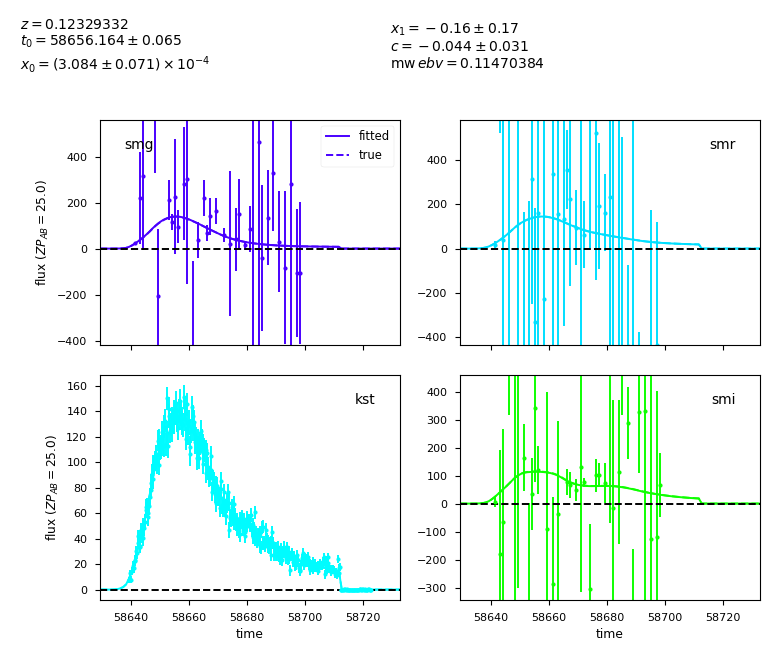 z = 0.12329332
t₀ = 58656.164 ± 0.065
x₀ = (3.084 ± 0.071) × 10⁻⁴
x₁ = −0.16 ± 0.17
c = −0.044 ± 0.031
mw ebv = 0.11470384
smg
fitted
true
400
200
0
−200
−400
flux (ZP_AB = 25.0)
smr
400
200
0
−200
−400
kst
160
140
120
100
80
60
40
20
0
flux (ZP_AB = 25.0)
58640 58660 58680 58700 58720
time
smi
400
300
200
100
0
−100
−200
−300
58640 58660 58680 58700 58720
time